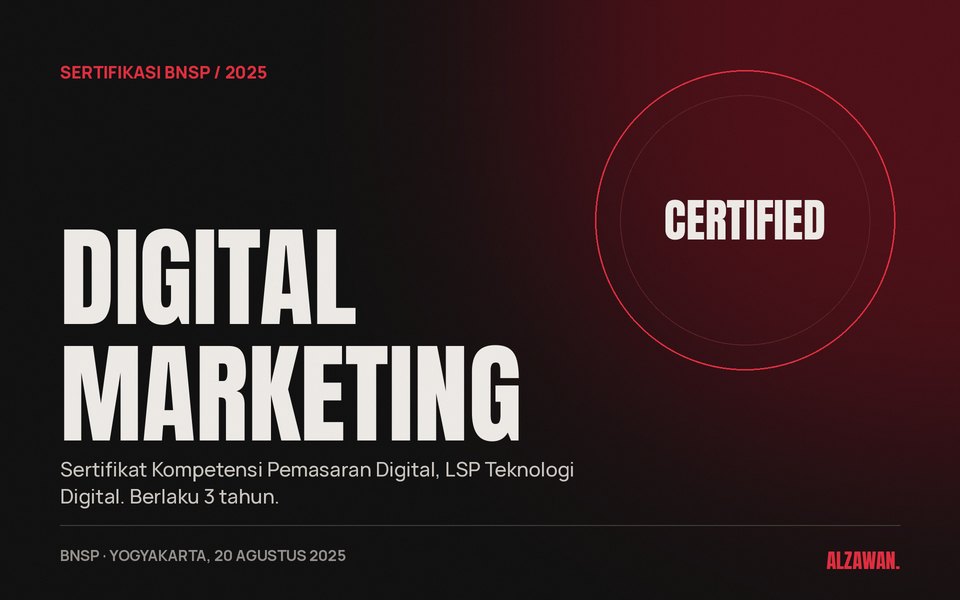 SERTIFIKASI BNSP / 2025
CERTIFIED
DIGITAL
MARKETING
Sertifikat Kompetensi Pemasaran Digital, LSP Teknologi
Digital. Berlaku 3 tahun.
BNSP · YOGYAKARTA, 20 AGUSTUS 2025
ALZAWAN.